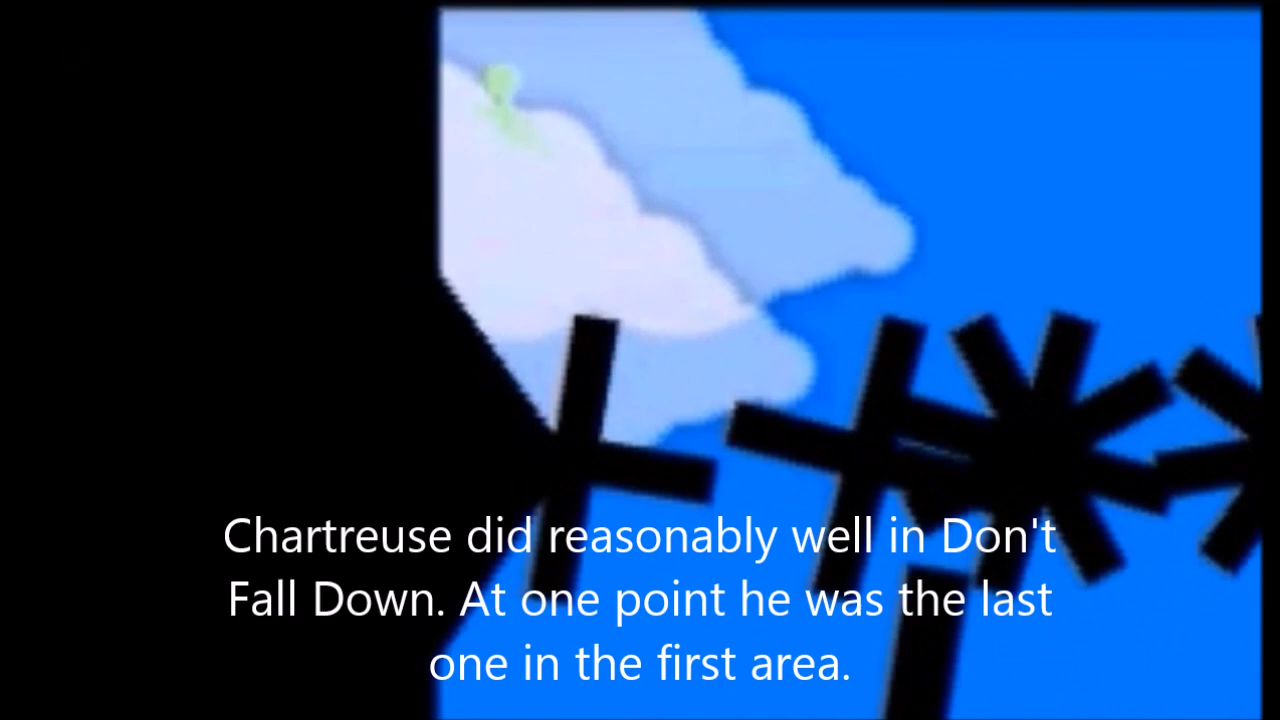 Chartreuse did reasonably well in Don't
Fall Down. At one point he was the last
one in the first area.